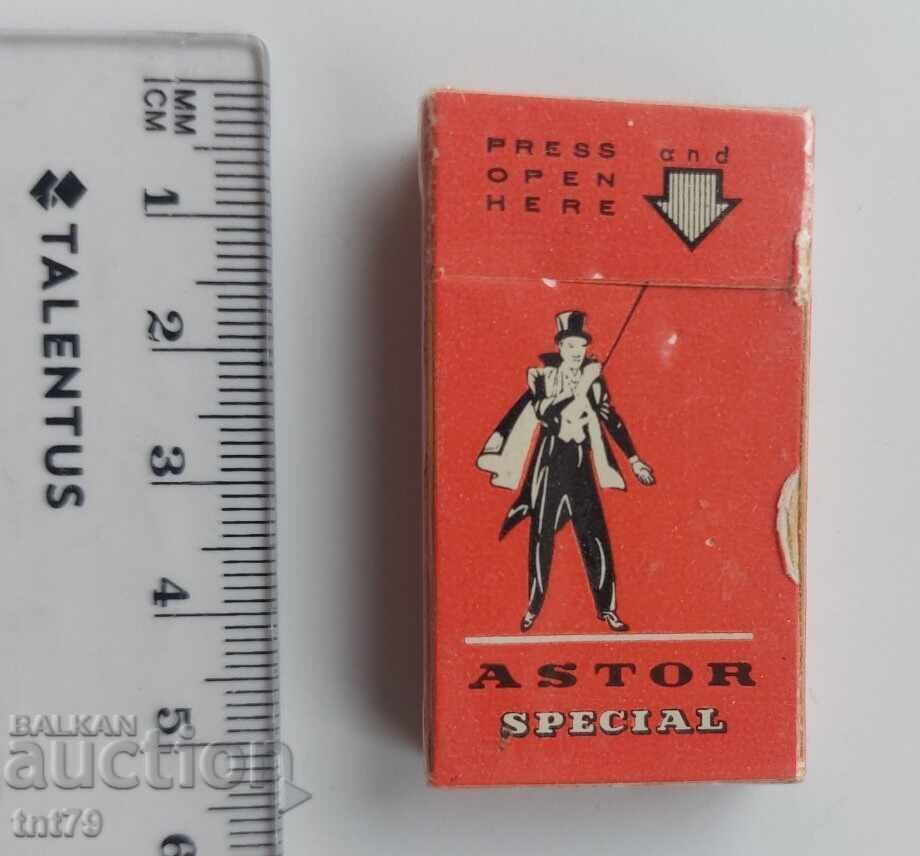 MM
CM
1
2
3
4
5
6
TALENTUS
PRESS and
OPEN
HERE
ASTOR
SPECIAL
BALKAN
auction
tnt79